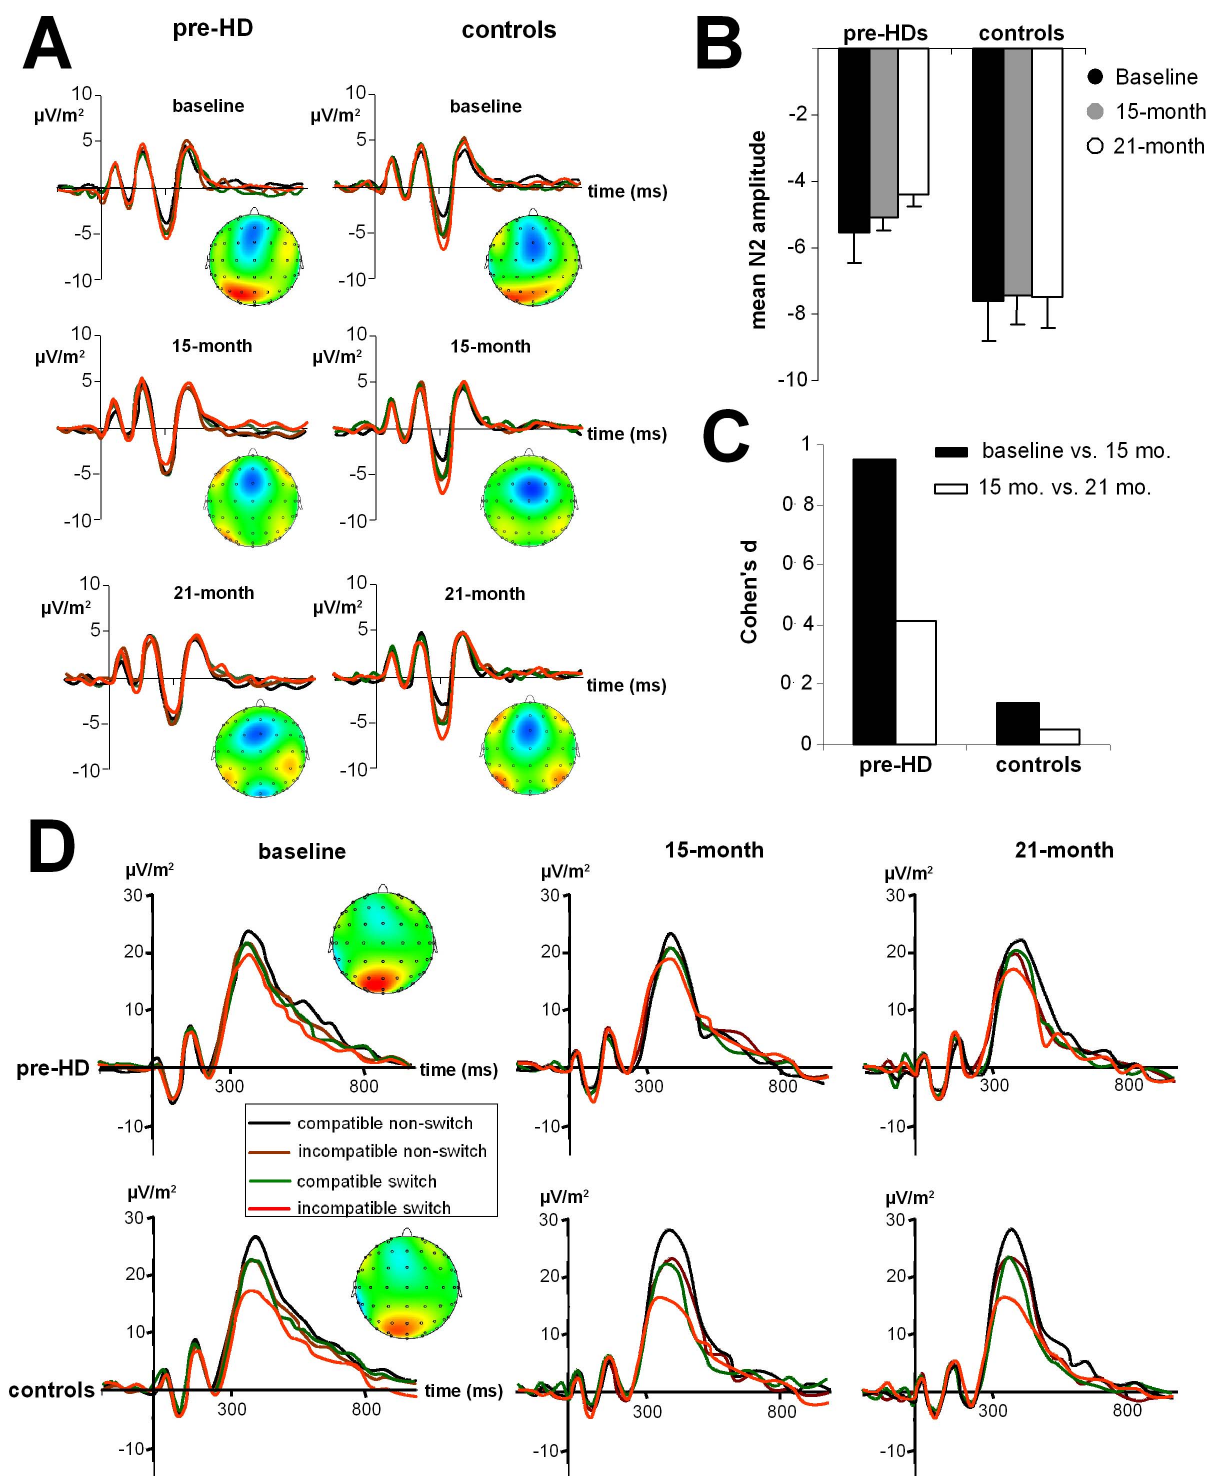 A
pre-HD
controls
10
µV/m²
5
-5
-10
baseline
10
µV/m²
5
-5
-10
baseline
time (ms)
10
µV/m²
5
-5
-10
15-month
10
µV/m²
5
-5
-10
15-month
time (ms)
10
µV/m²
5
-5
-10
21-month
10
µV/m²
5
-5
-10
21-month
time (ms)
B
pre-HDs
controls
-2
-4
-6
-8
-10
mean N2 amplitude
Baseline
15-month
21-month
C
1
0· 8
0· 6
0· 4
0· 2
0
Cohen's d
baseline vs. 15 mo.
15 mo. vs. 21 mo.
pre-HD
controls
D
baseline
15-month
21-month
pre-HD
µV/m²
30
20
10
-10
300
800
time (ms)
µV/m²
30
20
10
-10
300
800
µV/m²
30
20
10
-10
300
800
compatible non-switch
incompatible non-switch
compatible switch
incompatible switch
controls
µV/m²
30
20
10
-10
300
800
time (ms)
µV/m²
30
20
10
-10
300
800
µV/m²
30
20
10
-10
300
800